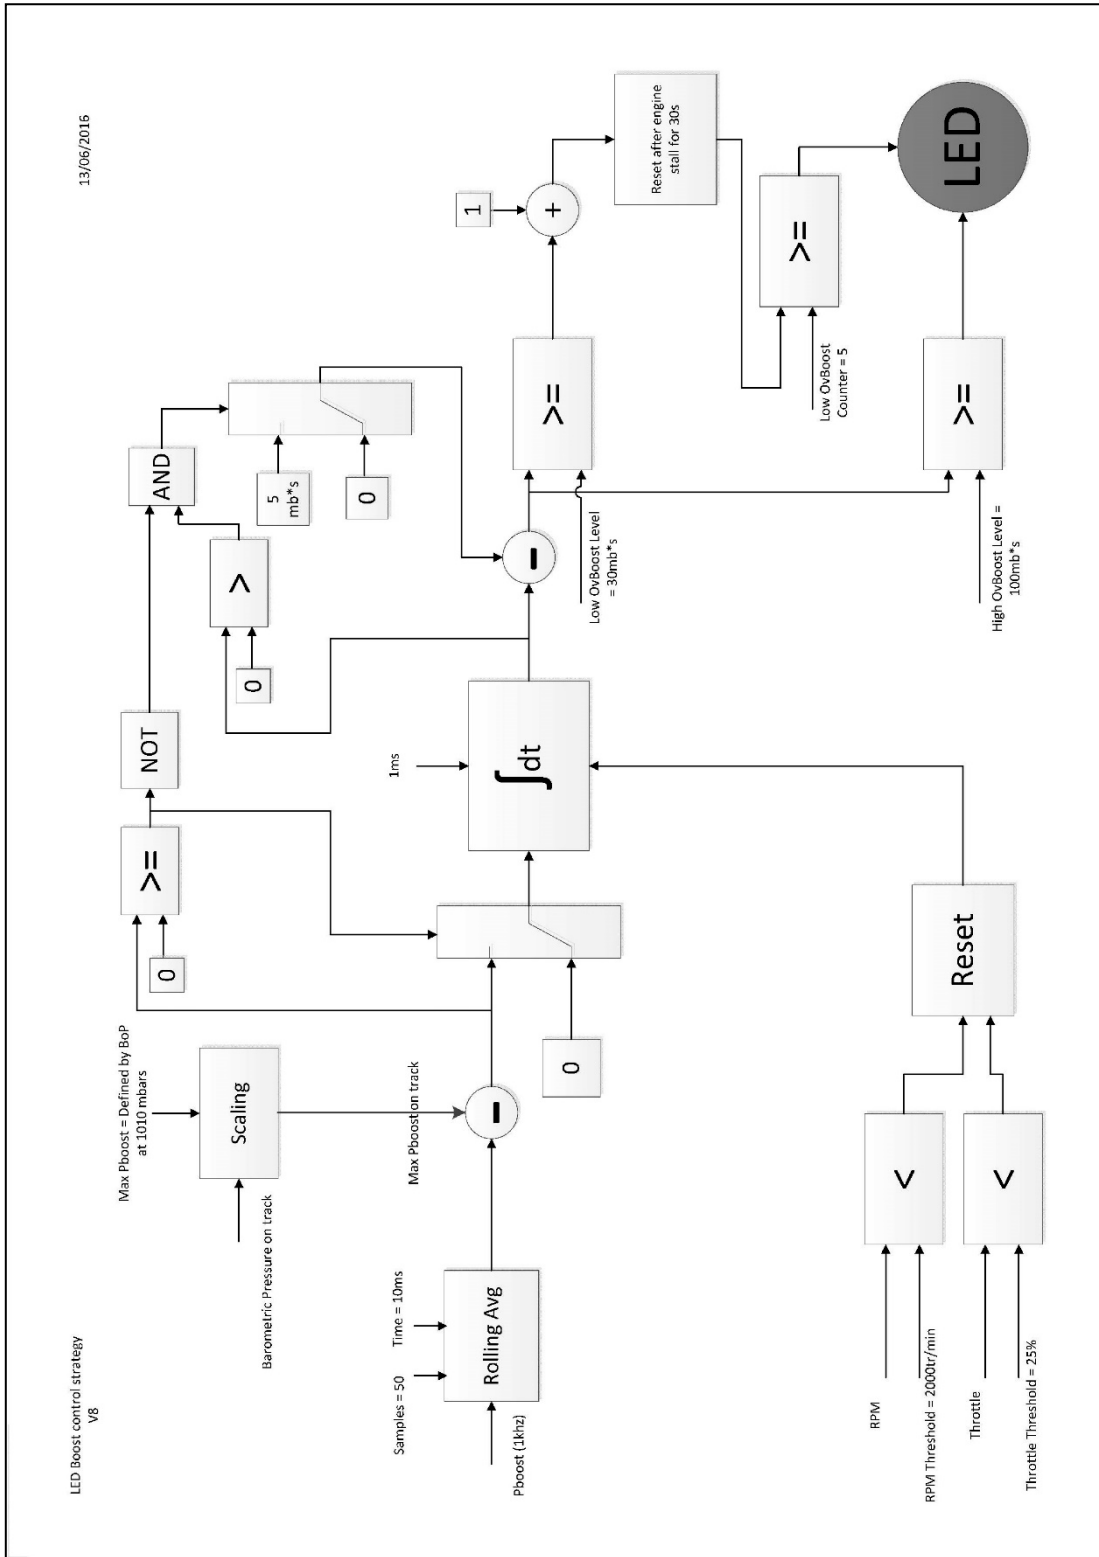 LED Boost control strategy
V8
13/06/2016
Max Pboost = Defined by BoP
at 1010 mbars
Barometric Pressure on track
Scaling
Max Pboost on track
0
>=
NOT
AND
>
0
5
mb*s
0
Samples = 50
Time = 10ms
Pboost (1khz)
Rolling Avg
-
0
1ms
∫dt
-
Low OvBoost Level
= 30mb*s
>=
1
+
Reset after engine
stall for 30s
Low OvBoost
Counter = 5
>=
High OvBoost Level =
100mb*s
>=
LED
RPM
RPM Threshold = 2000tr/min
<
Throttle
Throttle Threshold = 25%
<
Reset